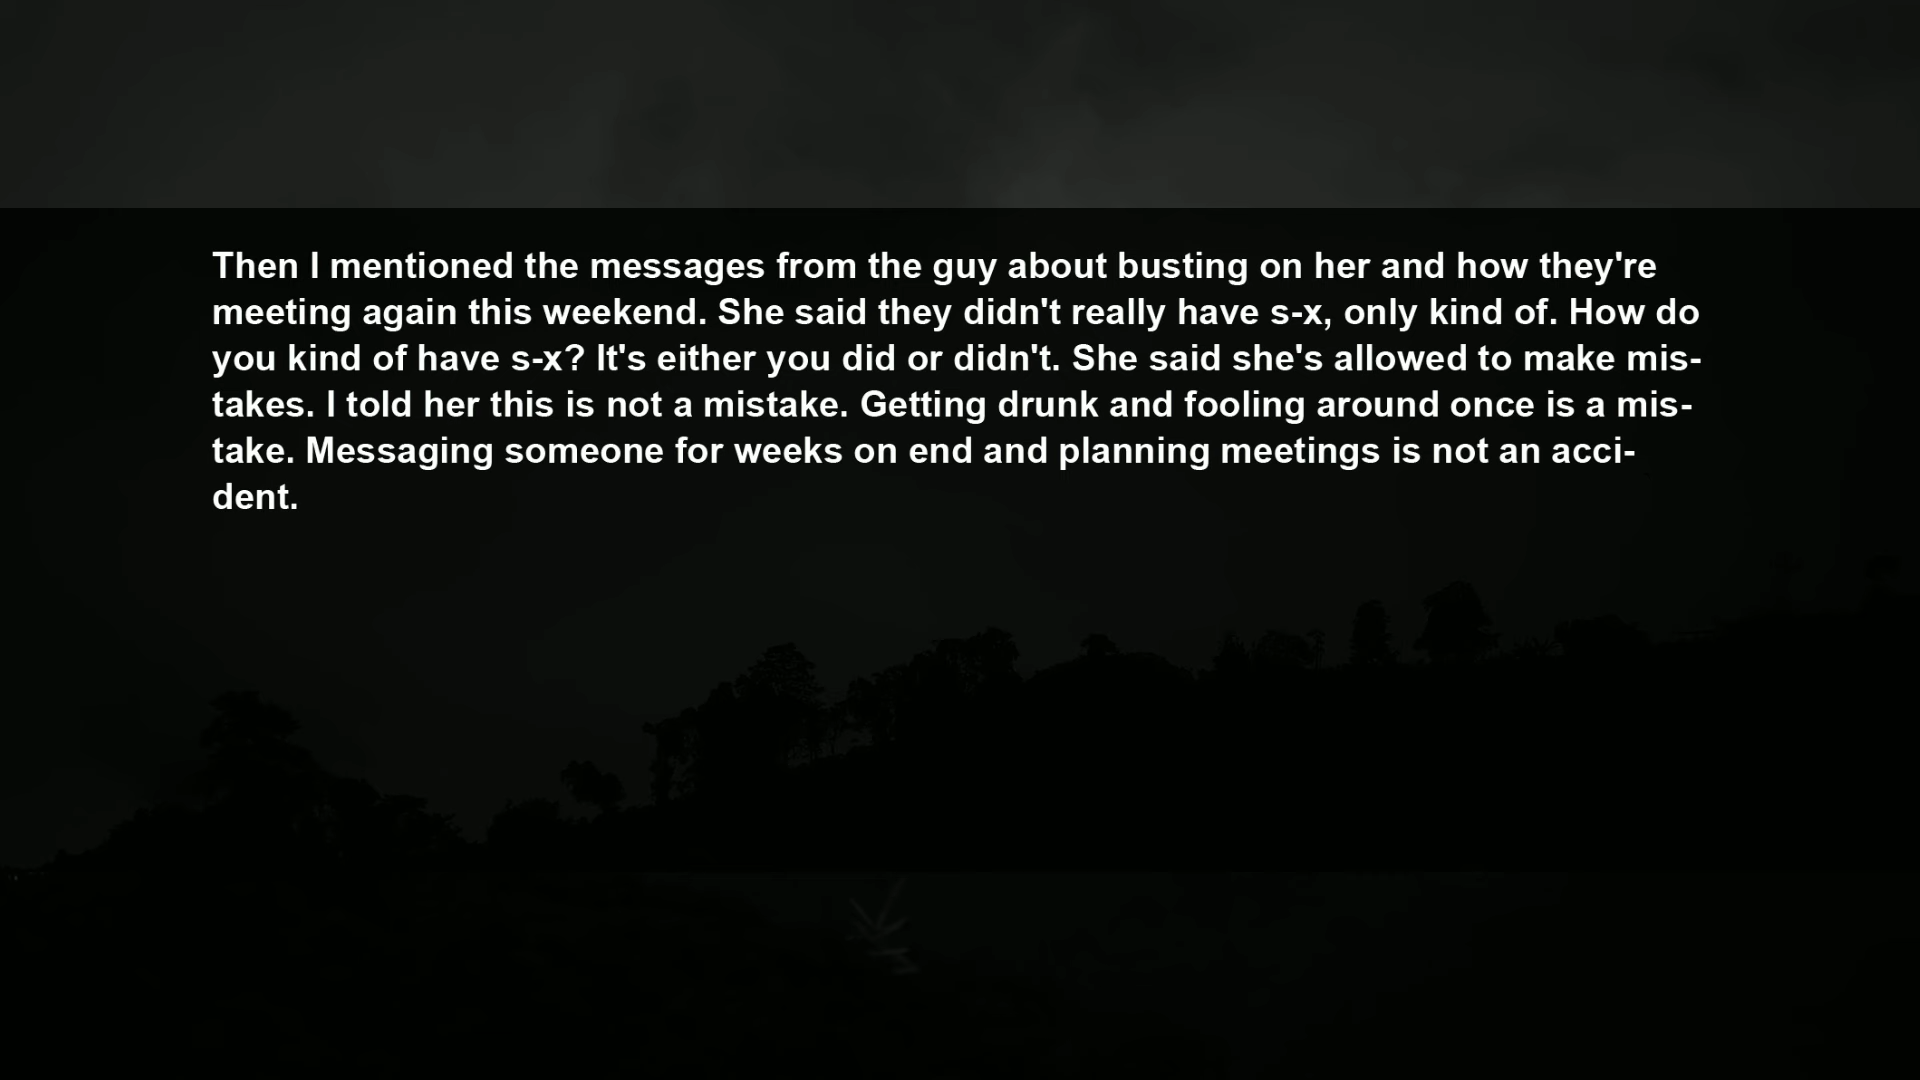 Then I mentioned the messages from the guy about busting on her and how they're
meeting again this weekend. She said they didn't really have s-x, only kind of. How do
you kind of have s-x? It's either you did or didn't. She said she's allowed to make mis-
takes. I told her this is not a mistake. Getting drunk and fooling around once is a mis-
take. Messaging someone for weeks on end and planning meetings is not an acci-
dent.